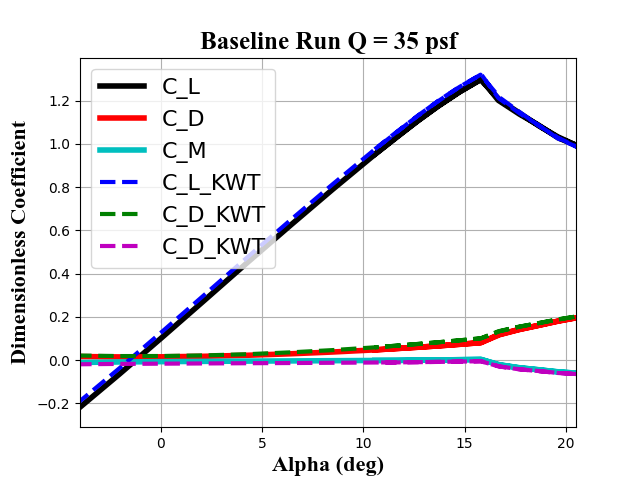 Baseline Run Q = 35 psf
C_L
C_D
C_M
C_L_KWT
C_D_KWT
C_D_KWT
Dimensionless Coefficient
1.2
1.0
0.8
0.6
0.4
0.2
0.0
−0.2
0
5
10
15
20
Alpha (deg)